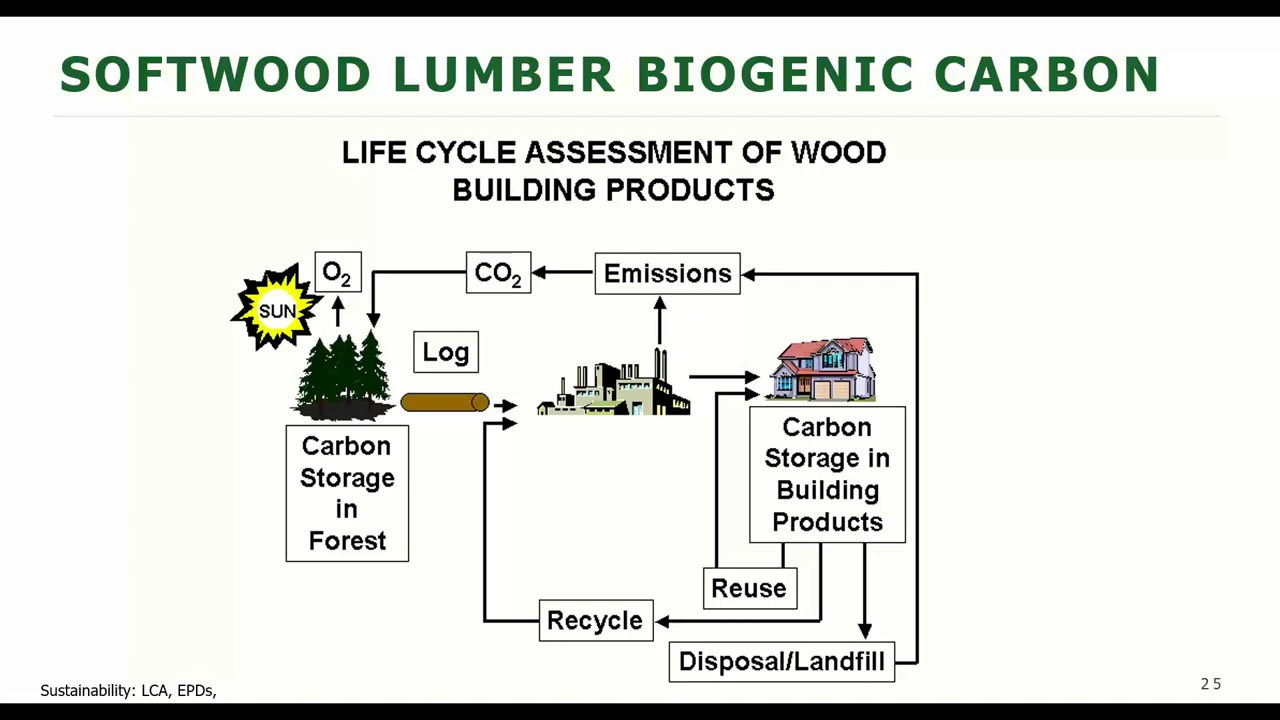 SOFTWOOD LUMBER BIOGENIC CARBON
LIFE CYCLE ASSESSMENT OF WOOD
BUILDING PRODUCTS
O₂
CO₂
Emissions
SUN
Log
Carbon
Storage
in
Forest
Carbon
Storage in
Building
Products
Reuse
Recycle
Disposal/Landfill
Sustainability: LCA, EPDs,
25